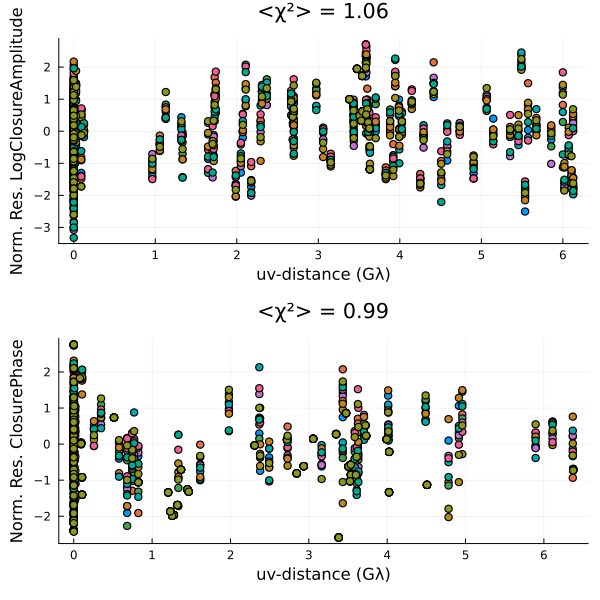 <χ²> = 1.06
Norm. Res. LogClosureAmplitude
2
1
0
−1
−2
−3
0 1 2 3 4 5 6
uv-distance (Gλ)
<χ²> = 0.99
Norm. Res. ClosurePhase
2
1
0
−1
−2
0 1 2 3 4 5 6
uv-distance (Gλ)